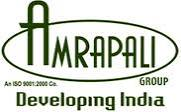 AMRAPALI
An ISO 9001:2000 Co.
GROUP
Developing India